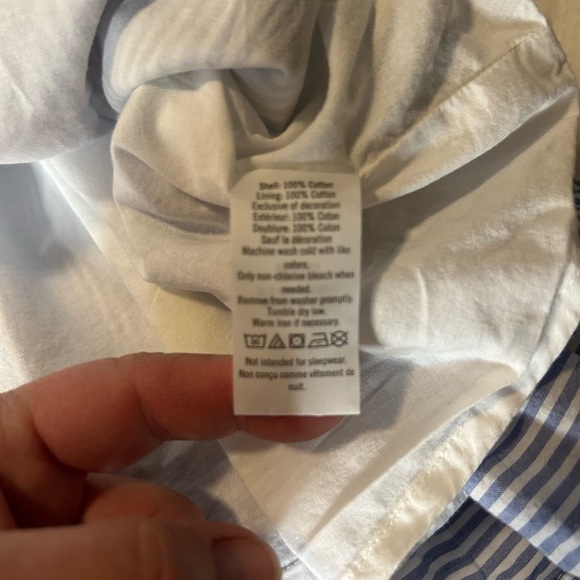 Shell: 100% Cotton
Lining: 100% Cotton
Exclusive of decoration
Extérieur: 100% Coton
Doublure: 100% Coton
Sauf la décoration
Machine wash cold with like
colors.
Only non-chlorine bleach when
needed.
Remove from washer promptly.
Tumble dry low.
Warm iron if necessary.
Not intended for sleepwear.
Non conçu comme vêtement de
nuit.